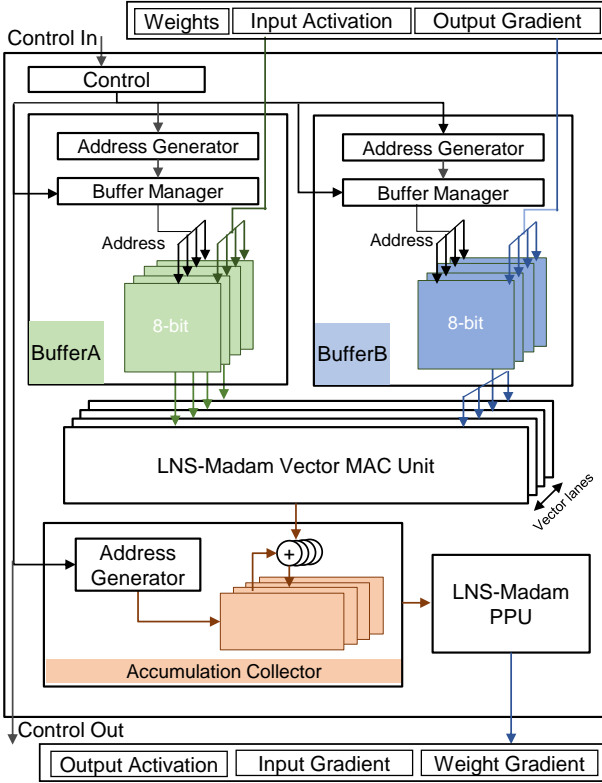 Weights
Input Activation
Output Gradient
Control In
Control
Address Generator
Buffer Manager
Address
8-bit
BufferA
Address Generator
Buffer Manager
Address
8-bit
BufferB
LNS-Madam Vector MAC Unit
Vector lanes
Address
Generator
+
Accumulation Collector
LNS-Madam
PPU
Control Out
Output Activation
Input Gradient
Weight Gradient